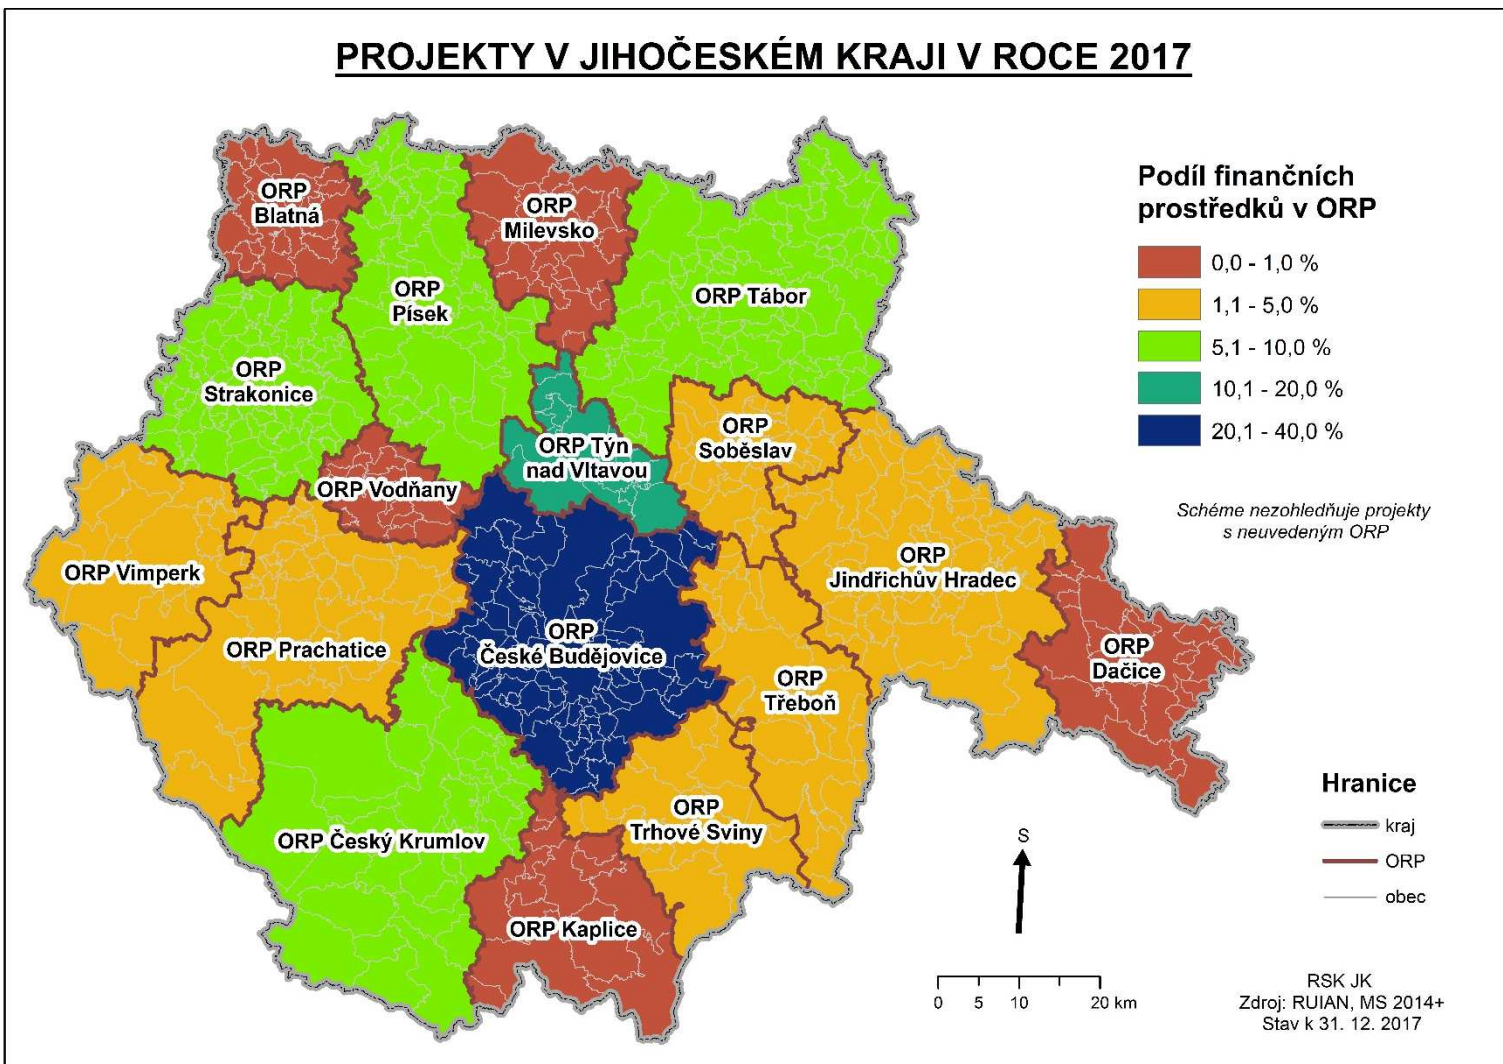 PROJEKTY V JIHOČESKÉM KRAJI V ROCE 2017
ORP
Blatná
ORP
Milevsko
ORP
Písek
ORP Tábor
ORP
Strakonice
ORP Týn
nad Vltavou
ORP
Soběslav
ORP Vodňany
ORP Vimperk
ORP
Jindřichův Hradec
ORP Prachatice
ORP
České Budějovice
ORP
Dačice
ORP
Třeboň
ORP
Trhové Sviny
ORP Český Krumlov
ORP Kaplice
Podíl finančních
prostředků v ORP
0,0 - 1,0 %
1,1 - 5,0 %
5,1 - 10,0 %
10,1 - 20,0 %
20,1 - 40,0 %
Schéme nezohledňuje projekty
s neuvedeným ORP
Hranice
kraj
ORP
obec
S
0 5 10 20 km
RSK JK
Zdroj: RUIAN, MS 2014+
Stav k 31. 12. 2017